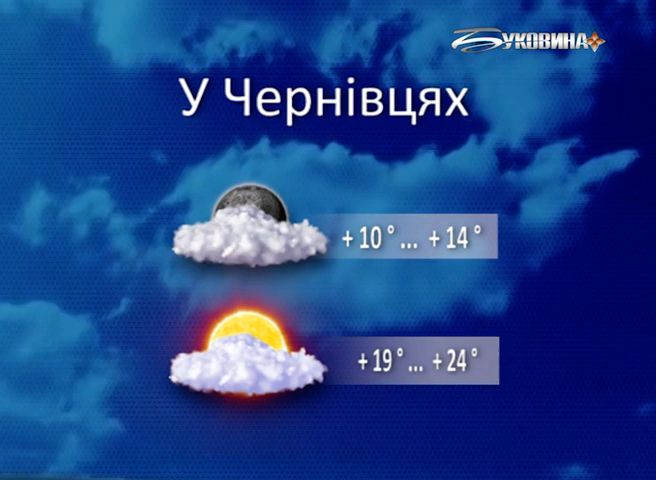 БУКОВИНА
У Чернівцях
+ 10 ° ... + 14 °
+ 19 ° ... + 24 °